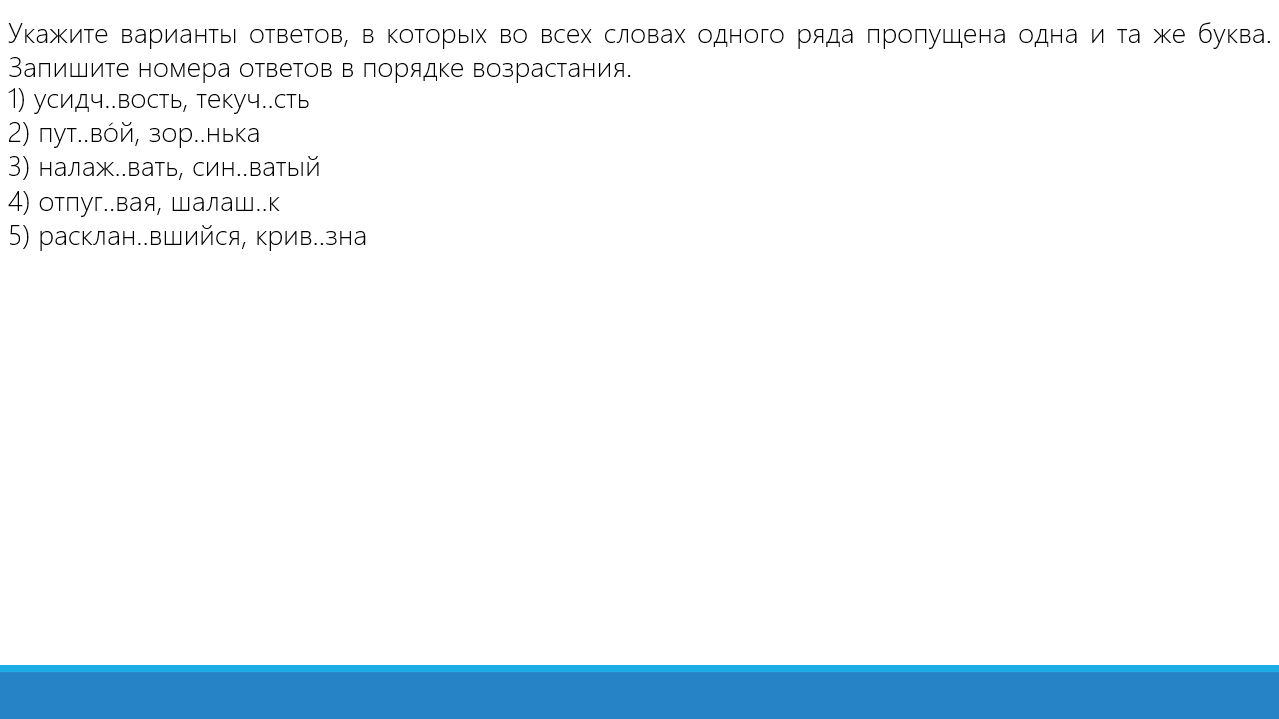 Укажите варианты ответов, в которых во всех словах одного ряда пропущена одна и та же буква.
Запишите номера ответов в порядке возрастания.
1) усидч..вость, текуч..сть
2) пут..во́й, зор..нька
3) налаж..вать, син..ватый
4) отпуг..вая, шалаш..к
5) расклан..вшийся, крив..зна